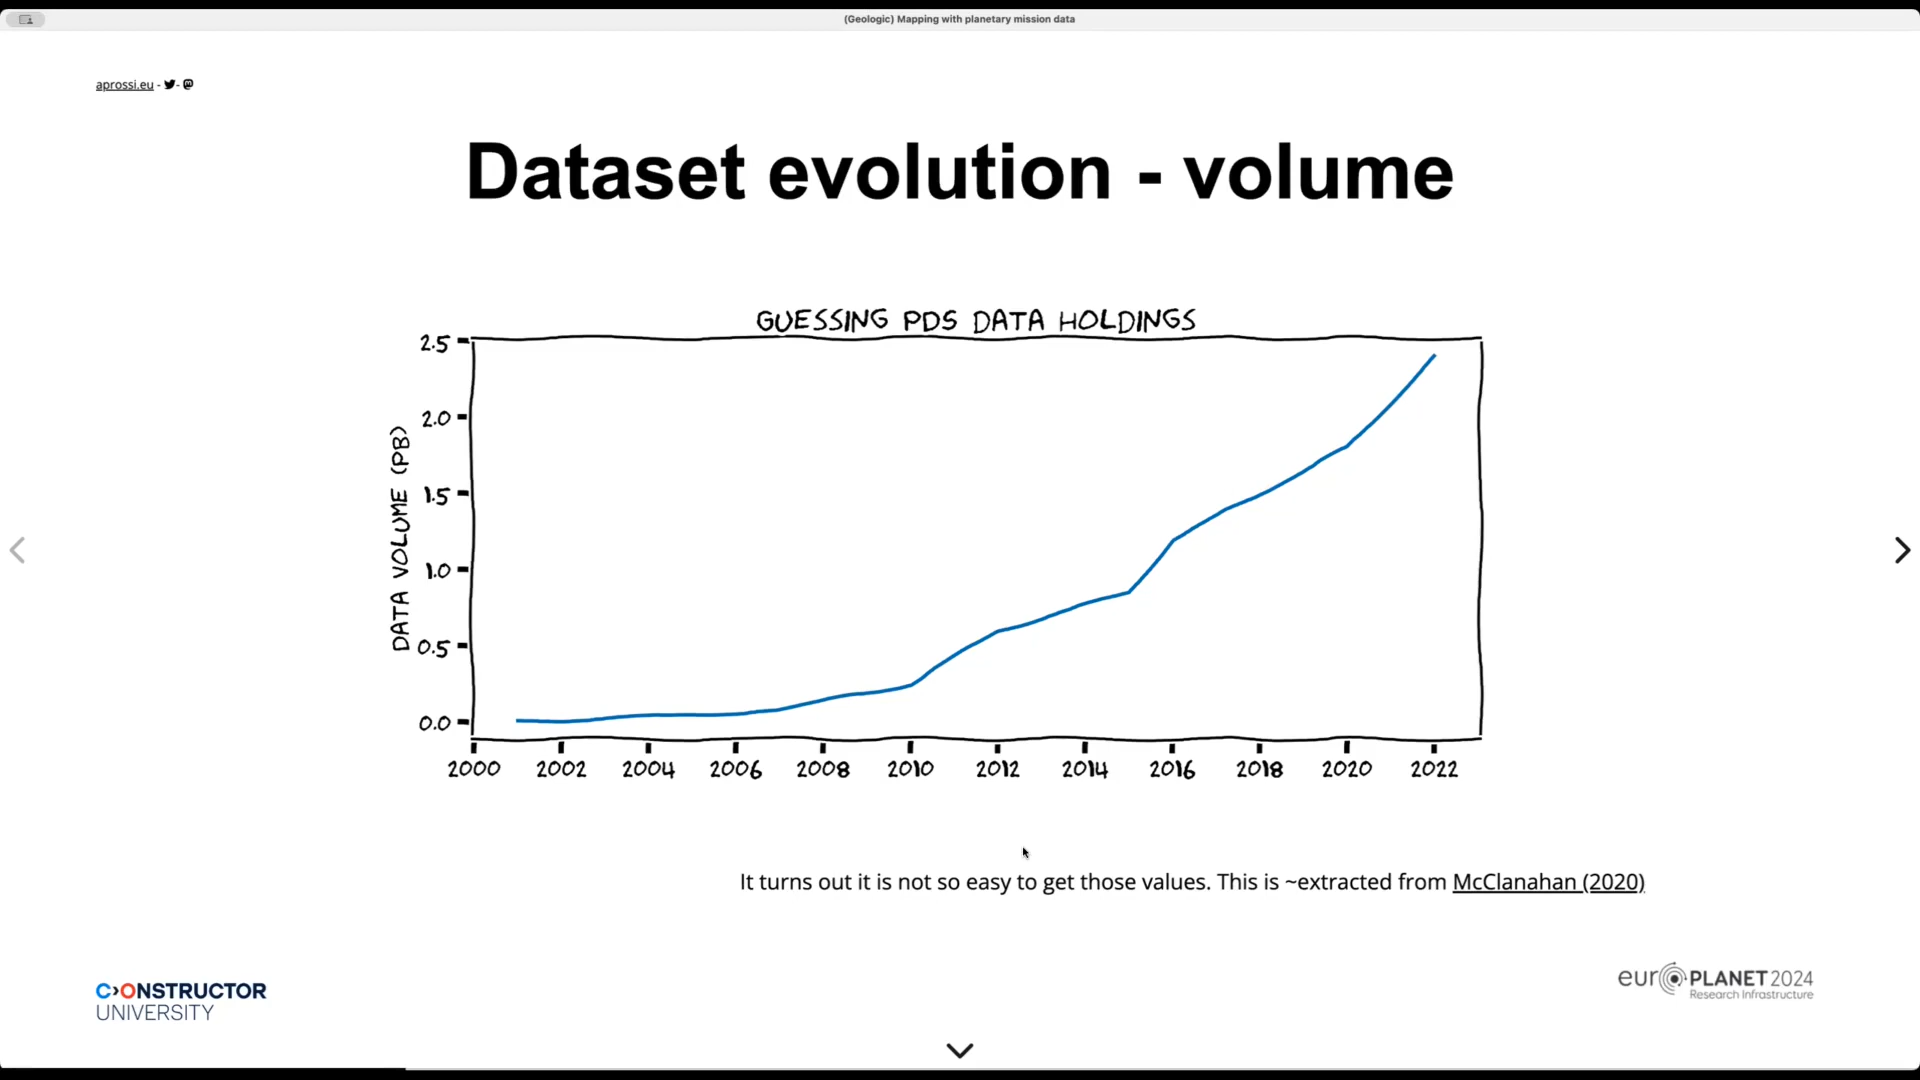 (Geologic) Mapping with planetary mission data
aprossi.eu - -
Dataset evolution - volume
GUESSING PDS DATA HOLDINGS
DATA VOLUME (PB)
2.5
2.0
1.5
1.0
0.5
0.0
2000 2002 2004 2006 2008 2010 2012 2014 2016 2018 2020 2022
It turns out it is not so easy to get those values. This is ~extracted from McClanahan (2020)
C>ONSTRUCTOR
UNIVERSITY
eur PLANET 2024
Research Infrastructure